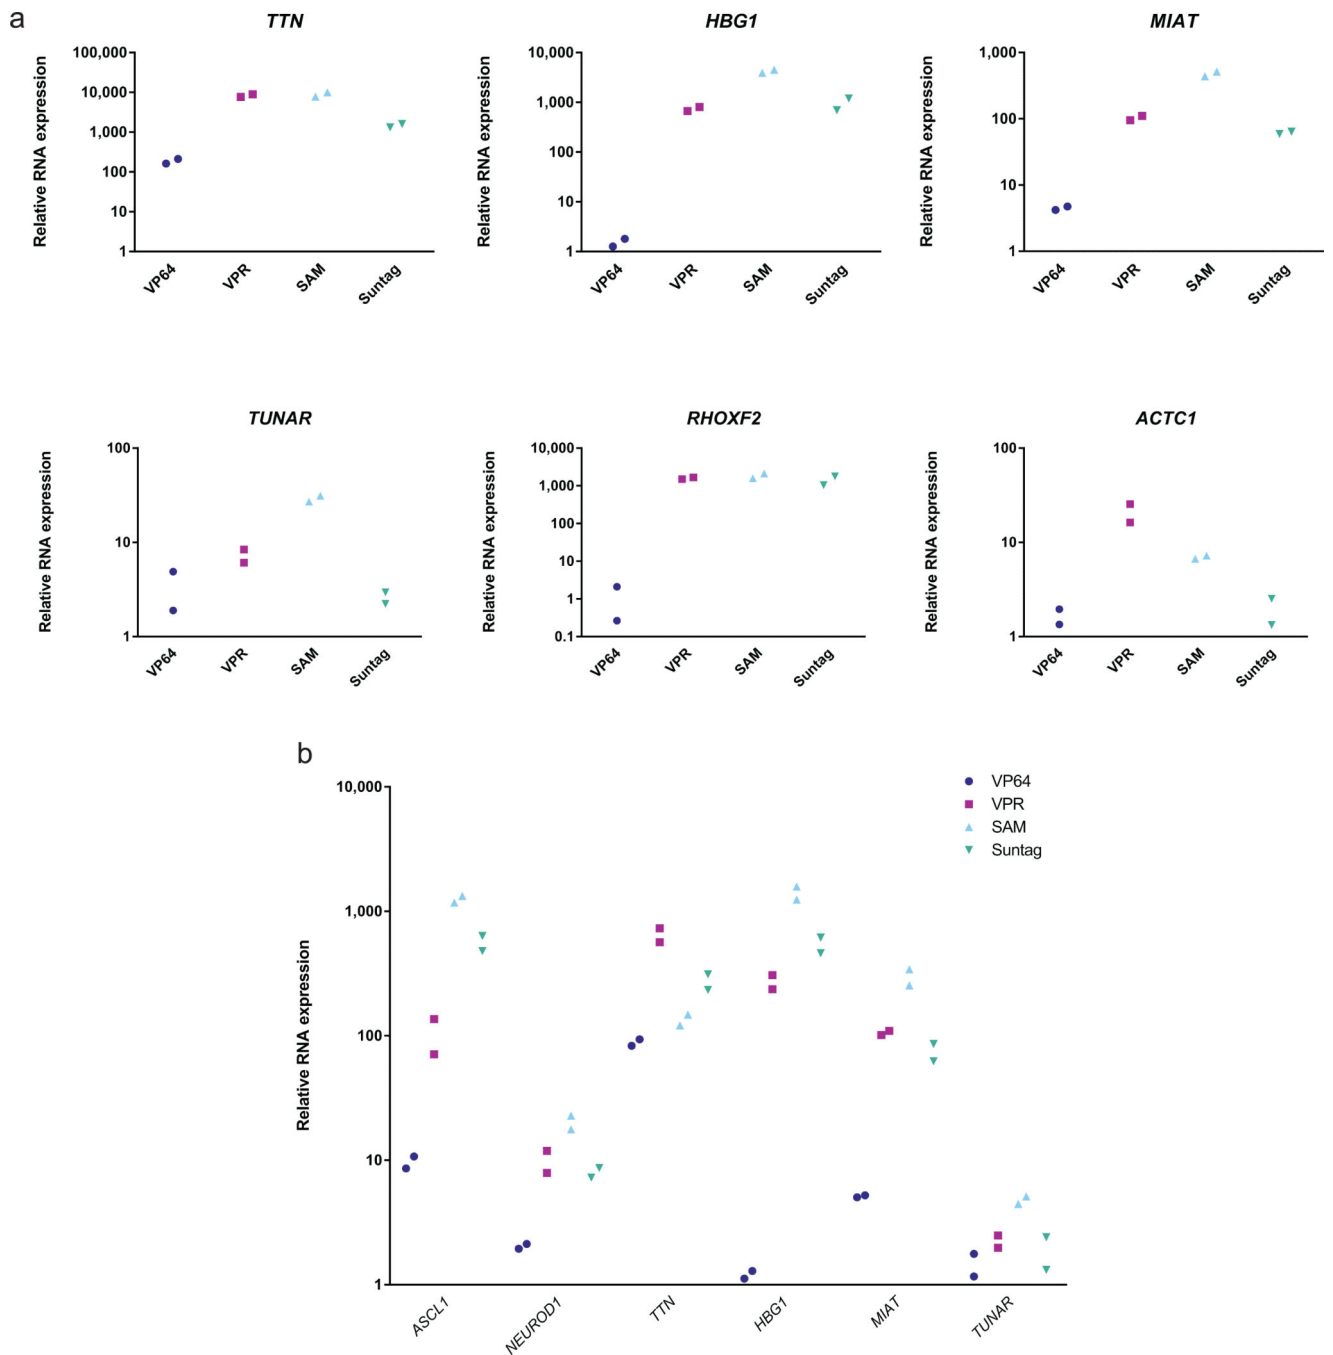 a
TTN
HBG1
MIAT
Relative RNA expression
100,000
10,000
1,000
100
10
1
VP64
VPR
SAM
Suntag
Relative RNA expression
10,000
1,000
100
10
1
VP64
VPR
SAM
Suntag
Relative RNA expression
1,000
100
10
1
VP64
VPR
SAM
Suntag
TUNAR
RHOXF2
ACTC1
Relative RNA expression
100
10
1
VP64
VPR
SAM
Suntag
Relative RNA expression
10,000
1,000
100
10
1
0.1
VP64
VPR
SAM
Suntag
Relative RNA expression
100
10
1
VP64
VPR
SAM
Suntag
b
VP64
VPR
SAM
Suntag
Relative RNA expression
10,000
1,000
100
10
1
ASCL1
NEUROD1
TTN
HBG1
MIAT
TUNAR